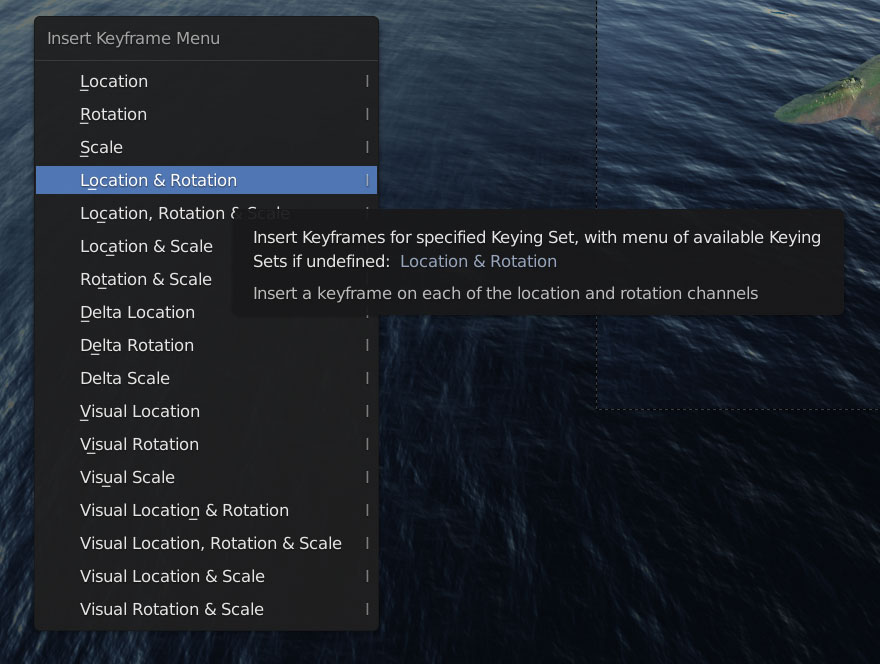 Insert Keyframe Menu
Location I
Rotation I
Scale I
Location & Rotation I
Location, Rotation & Scale I
Location & Scale
Rotation & Scale
Delta Location I
Delta Rotation I
Delta Scale I
Visual Location I
Visual Rotation I
Visual Scale I
Visual Location & Rotation I
Visual Location, Rotation & Scale I
Visual Location & Scale I
Visual Rotation & Scale I
Insert Keyframes for specified Keying Set, with menu of available Keying
Sets if undefined: Location & Rotation
Insert a keyframe on each of the location and rotation channels